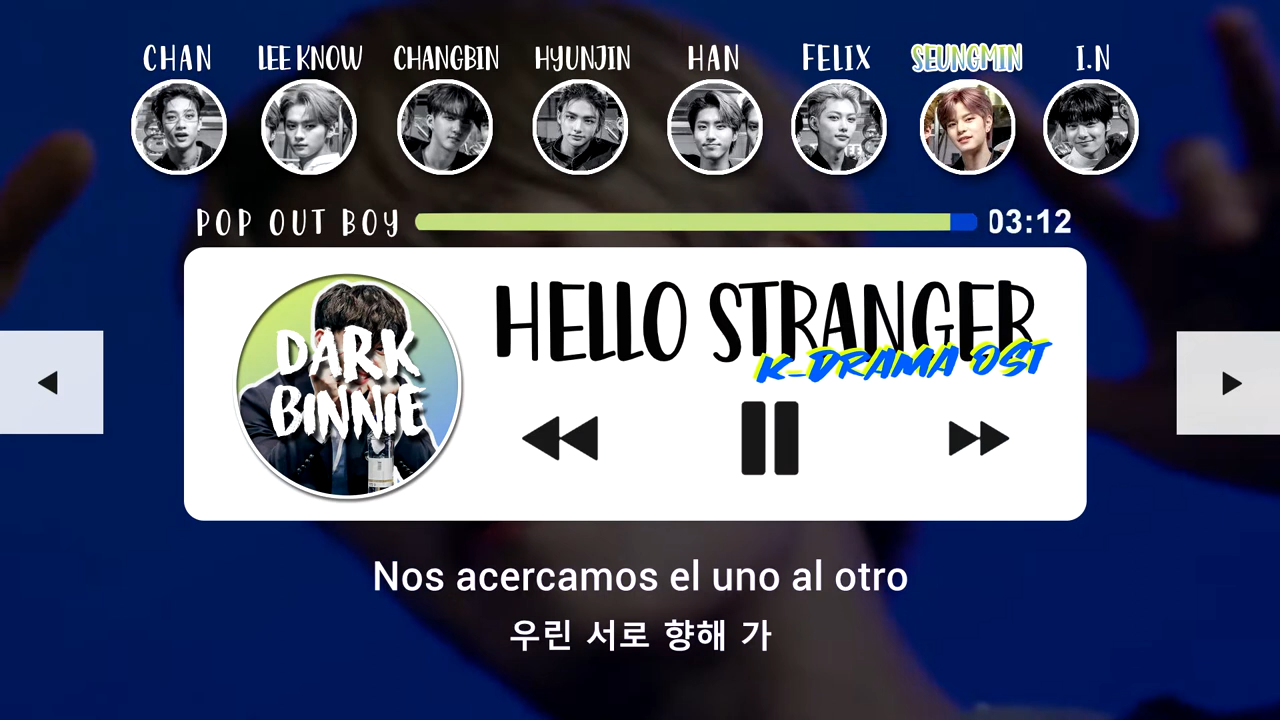 CHAN LEE KNOW CHANGBIN HYUNJIN HAN FELIX SEUNGMIN I.N
POP OUT BOY 03:12
DARK
BINNIE
HELLO STRANGER
K-DRAMA OST
Nos acercamos el uno al otro
우린 서로 향해 가